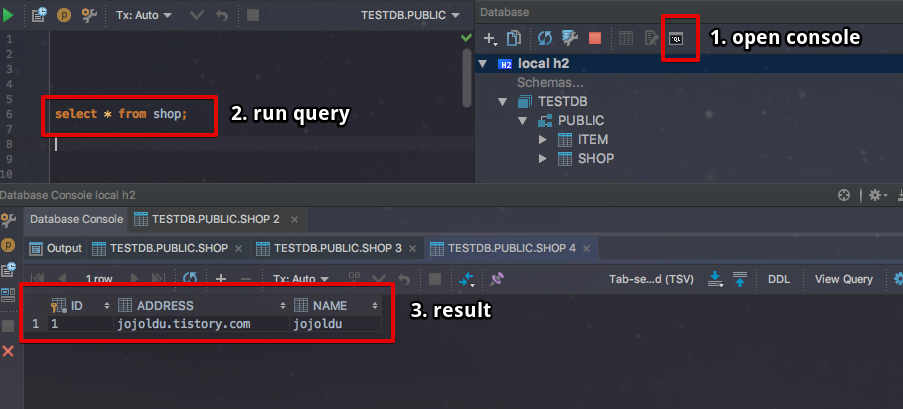 Tx: Auto
TESTDB.PUBLIC
Database
1. open console
local h2
Schemas...
TESTDB
PUBLIC
ITEM
SHOP
1
2
3
4
5
6 select * from shop;
7
8
9
10
2. run query
Database Console local h2
Database Console TESTDB.PUBLIC.SHOP 2
Output TESTDB.PUBLIC.SHOP TESTDB.PUBLIC.SHOP 3 TESTDB.PUBLIC.SHOP 4
1 row Tx: Auto DB Tab-se...d (TSV) DDL View Query
ID ADDRESS NAME
1 1 jojoldu.tistory.com jojoldu
3. result